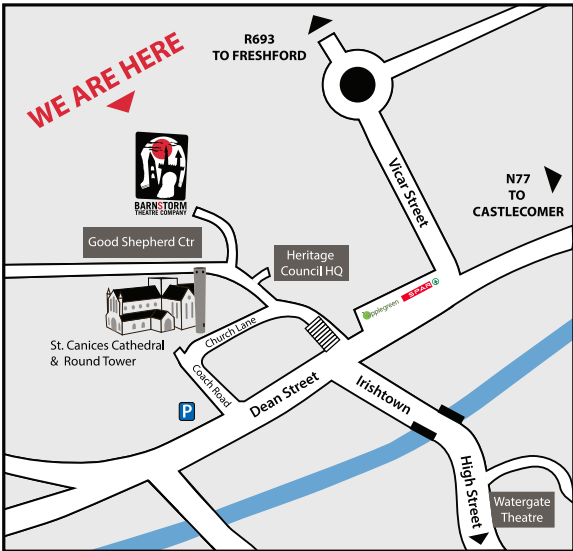 R693
TO FRESHFORD
WE ARE HERE
BARNSTORM
THEATRE COMPANY
Vicar Street
N77
TO
CASTLECOMER
Good Shepherd Ctr
Heritage
Council HQ
applegreen
SPAR
St. Canices Cathedral
& Round Tower
Church Lane
Coach Road
P
Dean Street
Irishtown
High Street
Watergate
Theatre